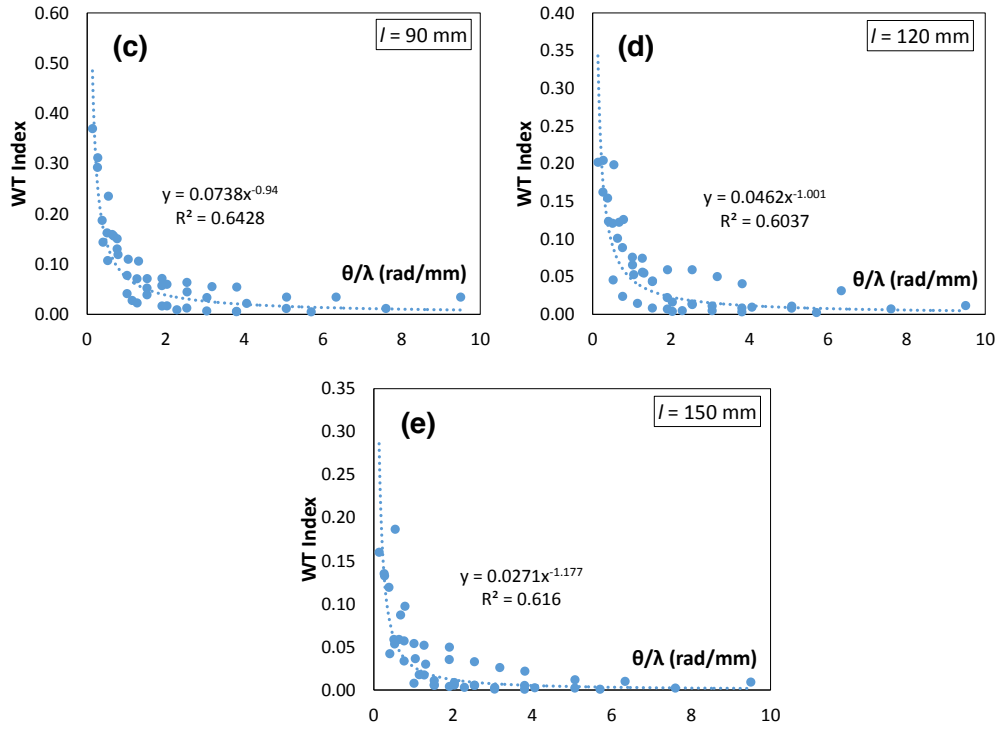 (c)
l = 90 mm
WT Index
0.60
0.50
0.40
0.30
0.20
0.10
0.00
y = 0.0738x^-0.94
R² = 0.6428
θ/λ (rad/mm)
0 2 4 6 8 10
(d)
l = 120 mm
WT Index
0.40
0.35
0.30
0.25
0.20
0.15
0.10
0.05
0.00
y = 0.0462x^-1.001
R² = 0.6037
θ/λ (rad/mm)
0 2 4 6 8 10
(e)
l = 150 mm
WT Index
0.35
0.30
0.25
0.20
0.15
0.10
0.05
0.00
y = 0.0271x^-1.177
R² = 0.616
θ/λ (rad/mm)
0 2 4 6 8 10